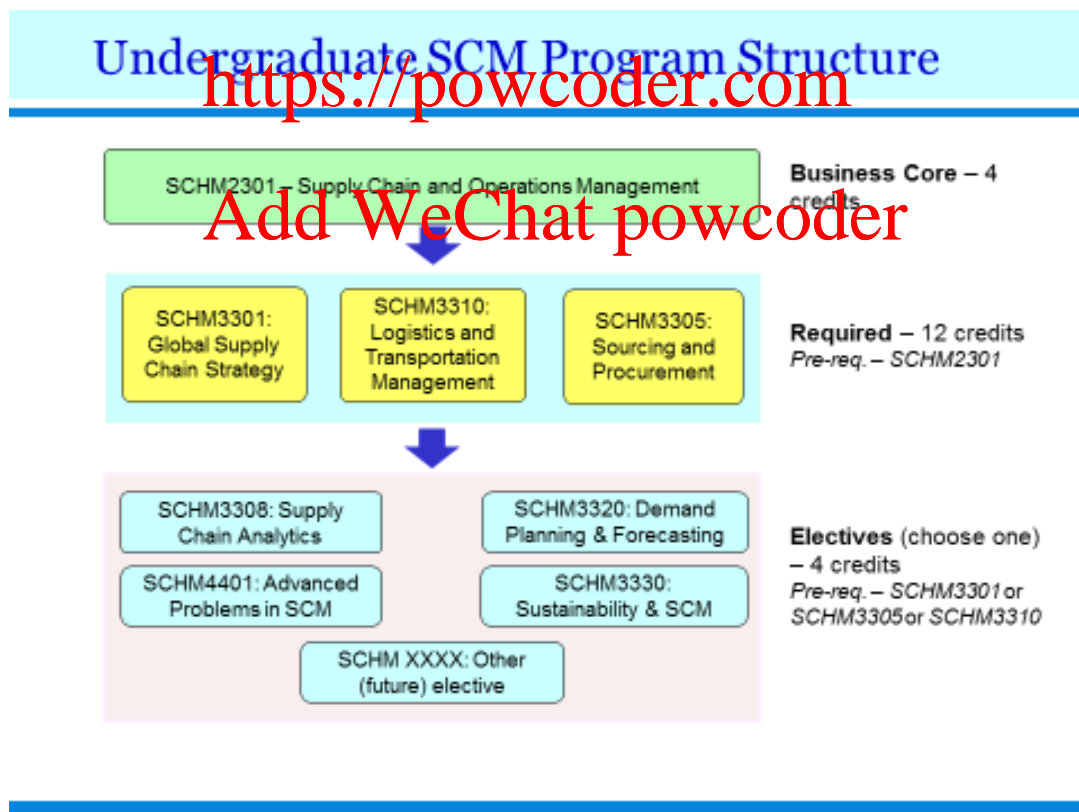 Undergraduate SCM Program Structure
https://powcoder.com
SCHM2301 – Supply Chain and Operations Management
Business Core – 4
credits
Add WeChat powcoder
SCHM3301:
Global Supply
Chain Strategy
SCHM3310:
Logistics and
Transportation
Management
SCHM3305:
Sourcing and
Procurement
Required – 12 credits
Pre-req. – SCHM2301
SCHM3308: Supply
Chain Analytics
SCHM3320: Demand
Planning & Forecasting
SCHM4401: Advanced
Problems in SCM
SCHM3330:
Sustainability & SCM
SCHM XXXX: Other
(future) elective
Electives (choose one)
– 4 credits
Pre-req. – SCHM3301 or
SCHM3305 or SCHM3310